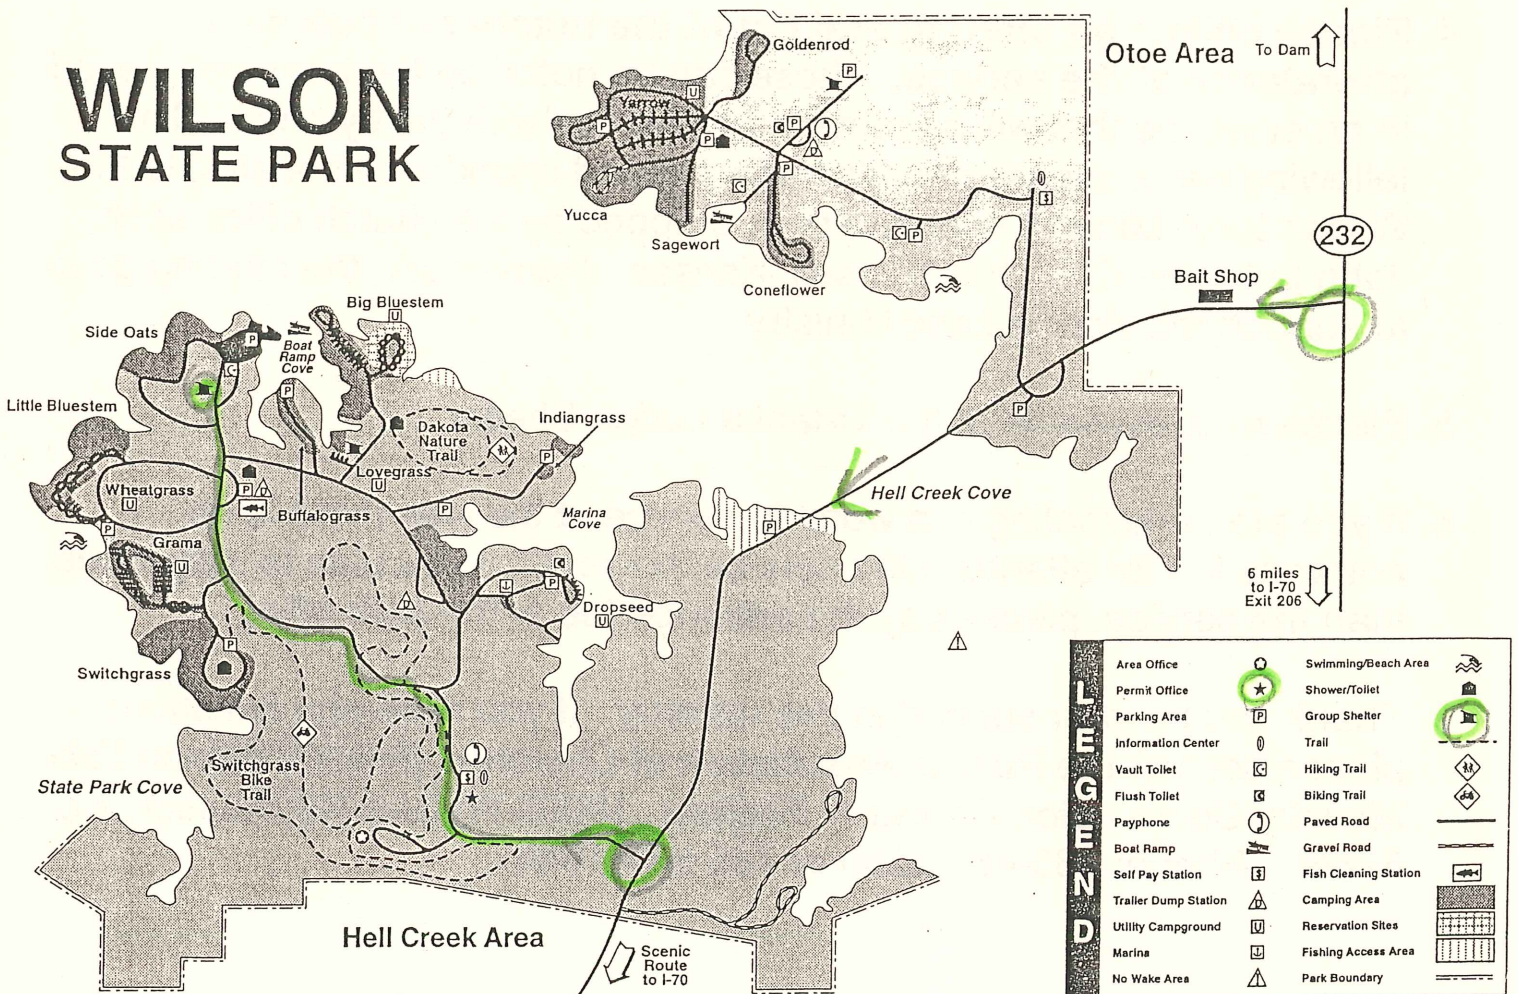 WILSON
STATE PARK
Goldenrod
Otoe Area
To Dam
Yarrow
U
P
P
P
P
P
D
Yucca
Sagewort
Coneflower
P
232
Bait Shop
Big Bluestem
U
Side Oats
P
Boat
Ramp
Cove
P
Little Bluestem
Dakota
Nature
Trail
Indiangrass
P
P
Lovegrass
U
Hell Creek Cove
Wheatgrass
U
P
D
Buffalograss
P
Marina
Cove
P
P
Grama
U
P
Dropseed
U
D
6 miles
to I-70
Exit 206
P
Switchgrass
Switchgrass
Bike
Trail
State Park Cove
$
$
Hell Creek Area
Scenic
Route
to I-70
LEGEND
Area Office
Permit Office
Parking Area P
Information Center
Vault Toilet
Flush Toilet
Payphone
Boat Ramp
Self Pay Station $
Trailer Dump Station D
Utility Campground U
Marina
No Wake Area
Swimming/Beach Area
Shower/Toilet
Group Shelter
Trail
Hiking Trail
Biking Trail
Paved Road
Gravel Road
Fish Cleaning Station
Camping Area
Reservation Sites
Fishing Access Area
Park Boundary